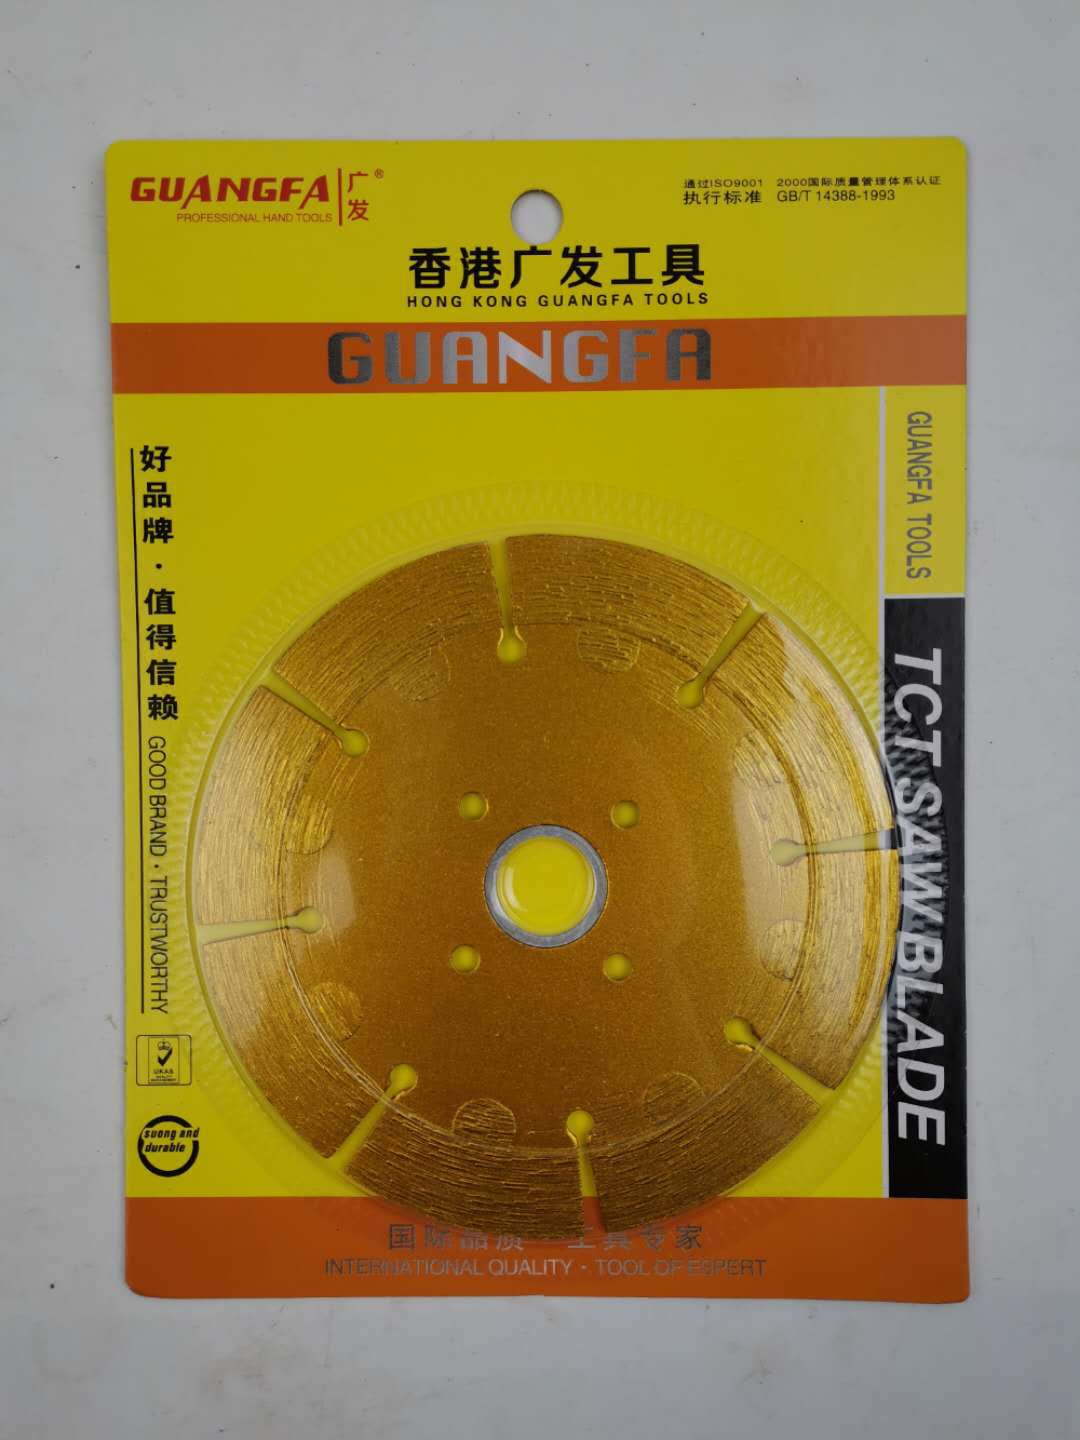 GUANGFA
PROFESSIONAL HAND TOOLS
广发®
通过ISO9001 2000国际质量管理体系认证
执行标准 GB/T 14388-1993
香港广发工具
HONG KONG GUANGFA TOOLS
GUANGFA
好品牌·值得信赖
GOOD BRAND·TRUSTWORTHY
GUANGFA TOOLS
TCT SAW BLADE
UKAS
suong and
durable
国际品质 工具专家
INTERNATIONAL QUALITY·TOOL OF ESPERT